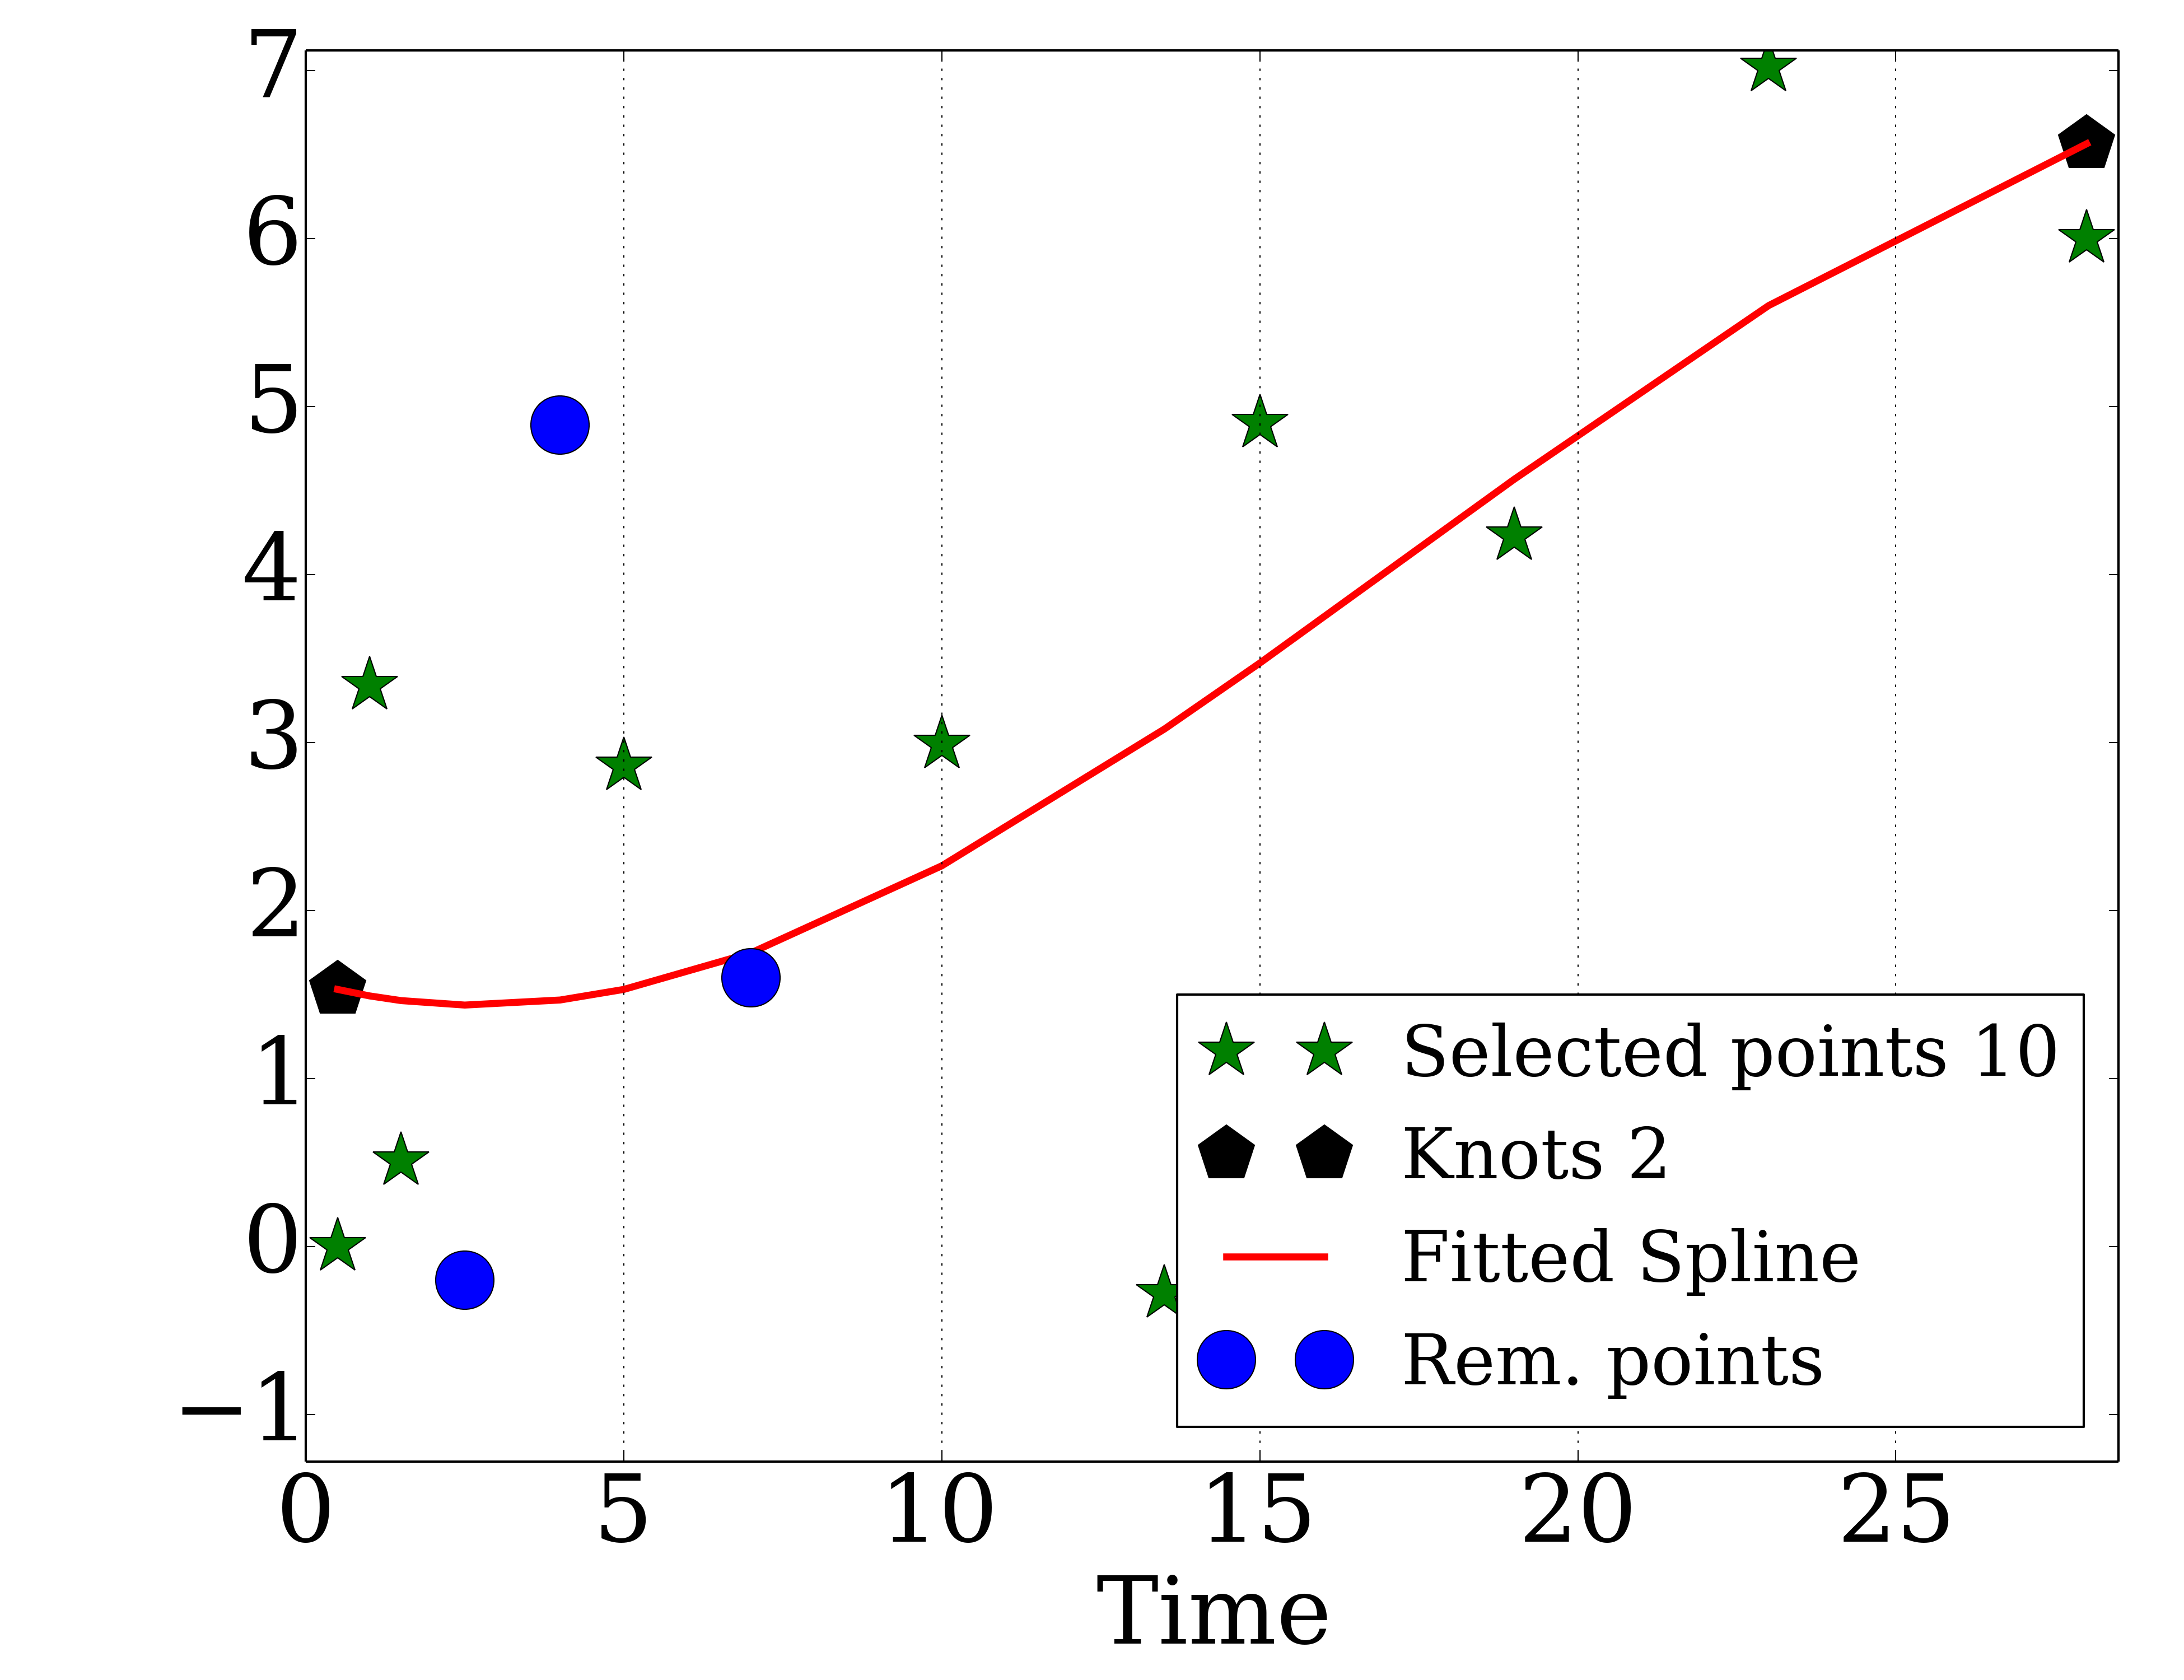 7
6
5
4
3
2
1
0
−1
0 5 10 15 20 25
Time
Selected points 10
Knots 2
Fitted Spline
Rem. points